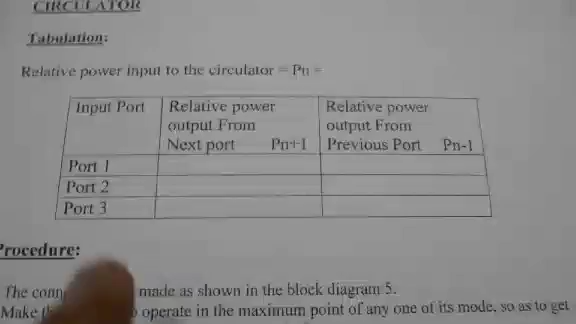 CIRCULATOR
Tabulation:
Relative power input to the circulator = Pn =
Input Port Relative power output From Next port Pn+1 Relative power output From Previous Port Pn-1
Port 1
Port 2
Port 3
Procedure:
The made as shown in the block diagram 5.
Make operate in the maximum point of any one of its mode, so as to get